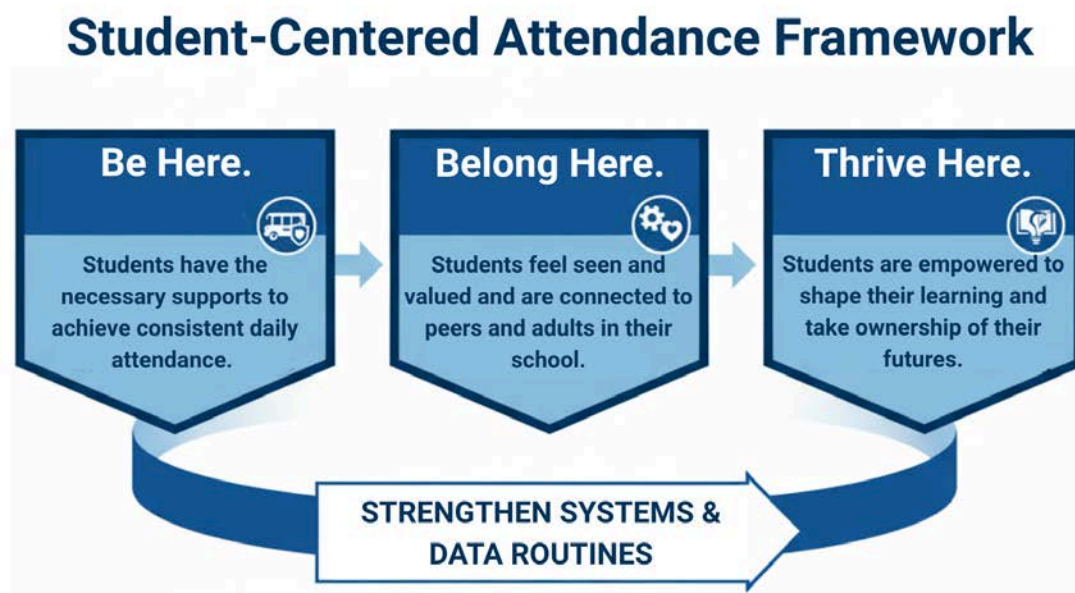 Student-Centered Attendance Framework
Be Here.
Students have the
necessary supports to
achieve consistent daily
attendance.
Belong Here.
Students feel seen and
valued and are connected to
peers and adults in their
school.
Thrive Here.
Students are empowered to
shape their learning and
take ownership of their
futures.
STRENGTHEN SYSTEMS &
DATA ROUTINES